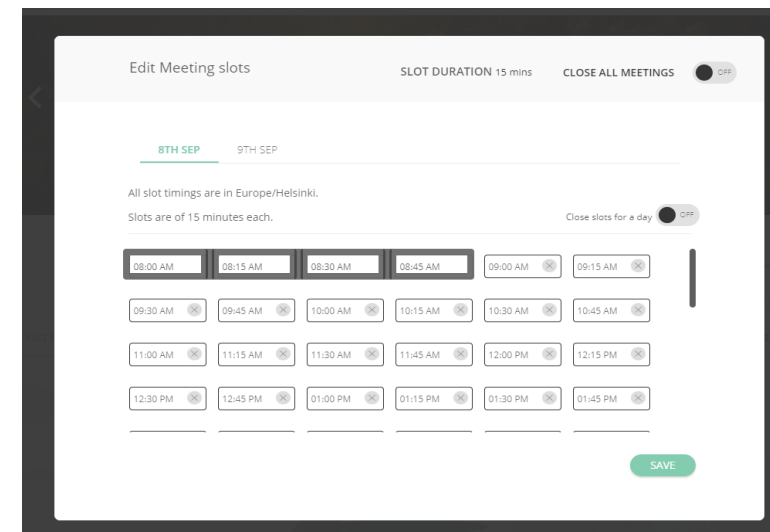 Edit Meeting slots
SLOT DURATION 15 mins
CLOSE ALL MEETINGS
OFF
8TH SEP 9TH SEP
All slot timings are in Europe/Helsinki.
Slots are of 15 minutes each.
Close slots for a day OFF
08:00 AM 08:15 AM 08:30 AM 08:45 AM 09:00 AM 09:15 AM
09:30 AM 09:45 AM 10:00 AM 10:15 AM 10:30 AM 10:45 AM
11:00 AM 11:15 AM 11:30 AM 11:45 AM 12:00 PM 12:15 PM
12:30 PM 12:45 PM 01:00 PM 01:15 PM 01:30 PM 01:45 PM
SAVE